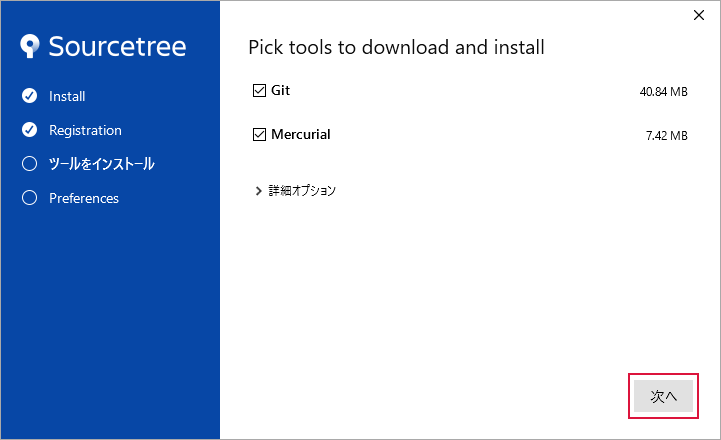 Sourcetree
Install
Registration
ツールをインストール
Preferences
Pick tools to download and install
Git 40.84 MB
Mercurial 7.42 MB
詳細オプション
次へ